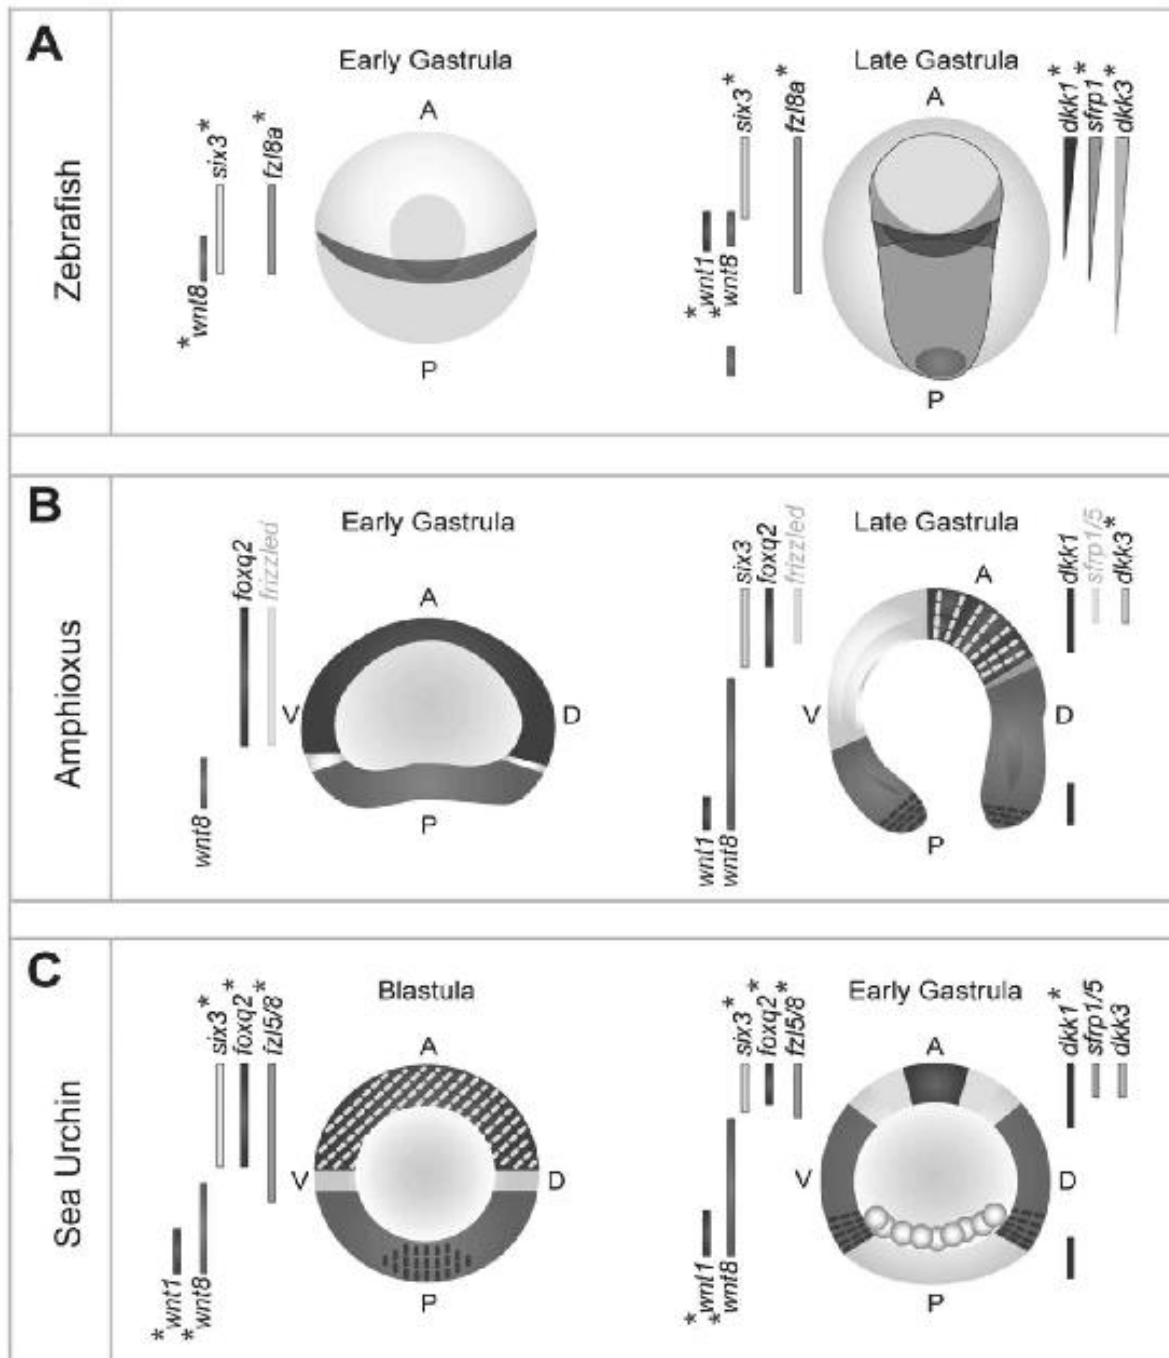 A
Zebrafish
Early Gastrula
six3*
fzl8a*
*wnt8
A
P
Late Gastrula
six3*
fzl8a*
*wnt1
*wnt8
A
P
dkk1*
sfrp1*
dkk3*
B
Amphioxus
Early Gastrula
foxq2
frizzled
wnt8
A
V
D
P
Late Gastrula
six3
foxq2
frizzled
wnt1
wnt8
A
V
D
P
dkk1
sfrp1/5
dkk3*
C
Sea Urchin
Blastula
six3*
foxq2*
fzl5/8*
*wnt1
*wnt8
A
V
D
P
Early Gastrula
six3*
foxq2*
fzl5/8*
*wnt1
*wnt8
A
V
D
P
dkk1*
sfrp1/5
dkk3